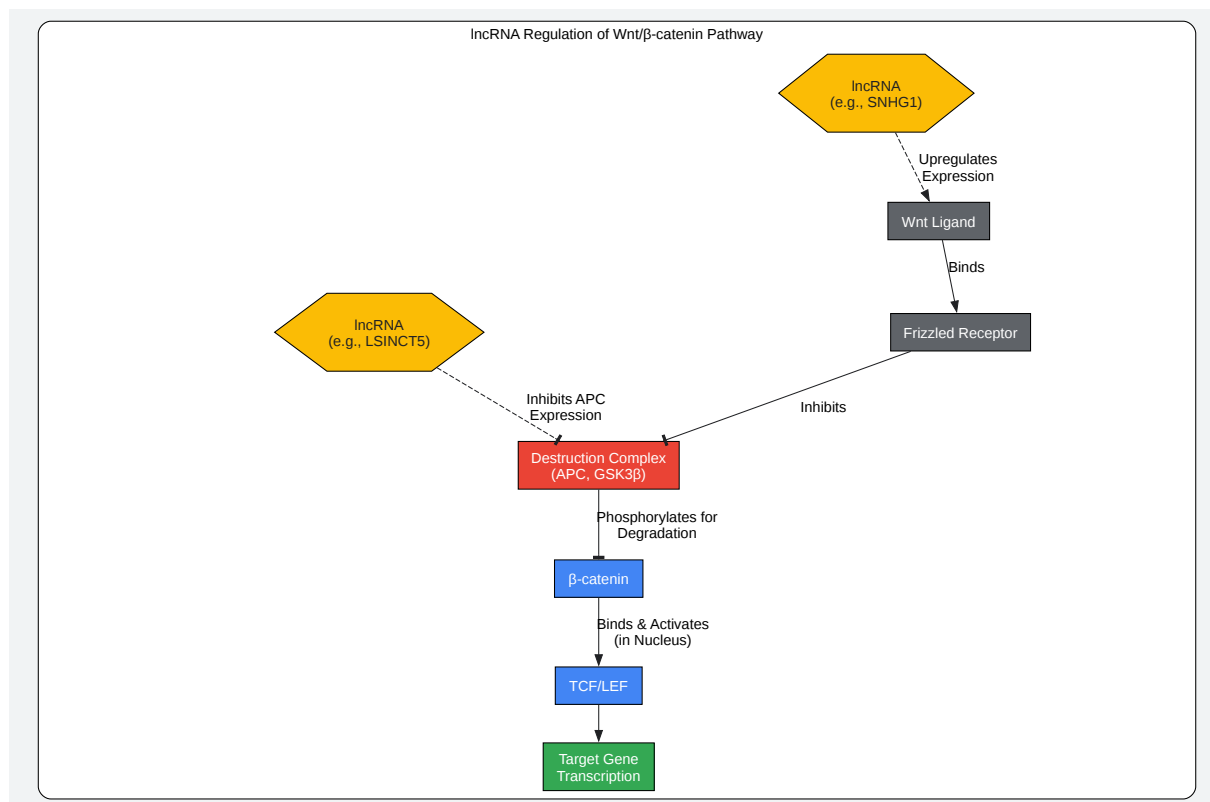 lncRNA Regulation of Wnt/β-catenin Pathway
lncRNA
(e.g., SNHG1)
Upregulates
Expression
Wnt Ligand
Binds
Frizzled Receptor
lncRNA
(e.g., LSINCT5)
Inhibits APC
Expression
Inhibits
Destruction Complex
(APC, GSK3β)
Phosphorylates for
Degradation
β-catenin
Binds & Activates
(in Nucleus)
TCF/LEF
Target Gene
Transcription